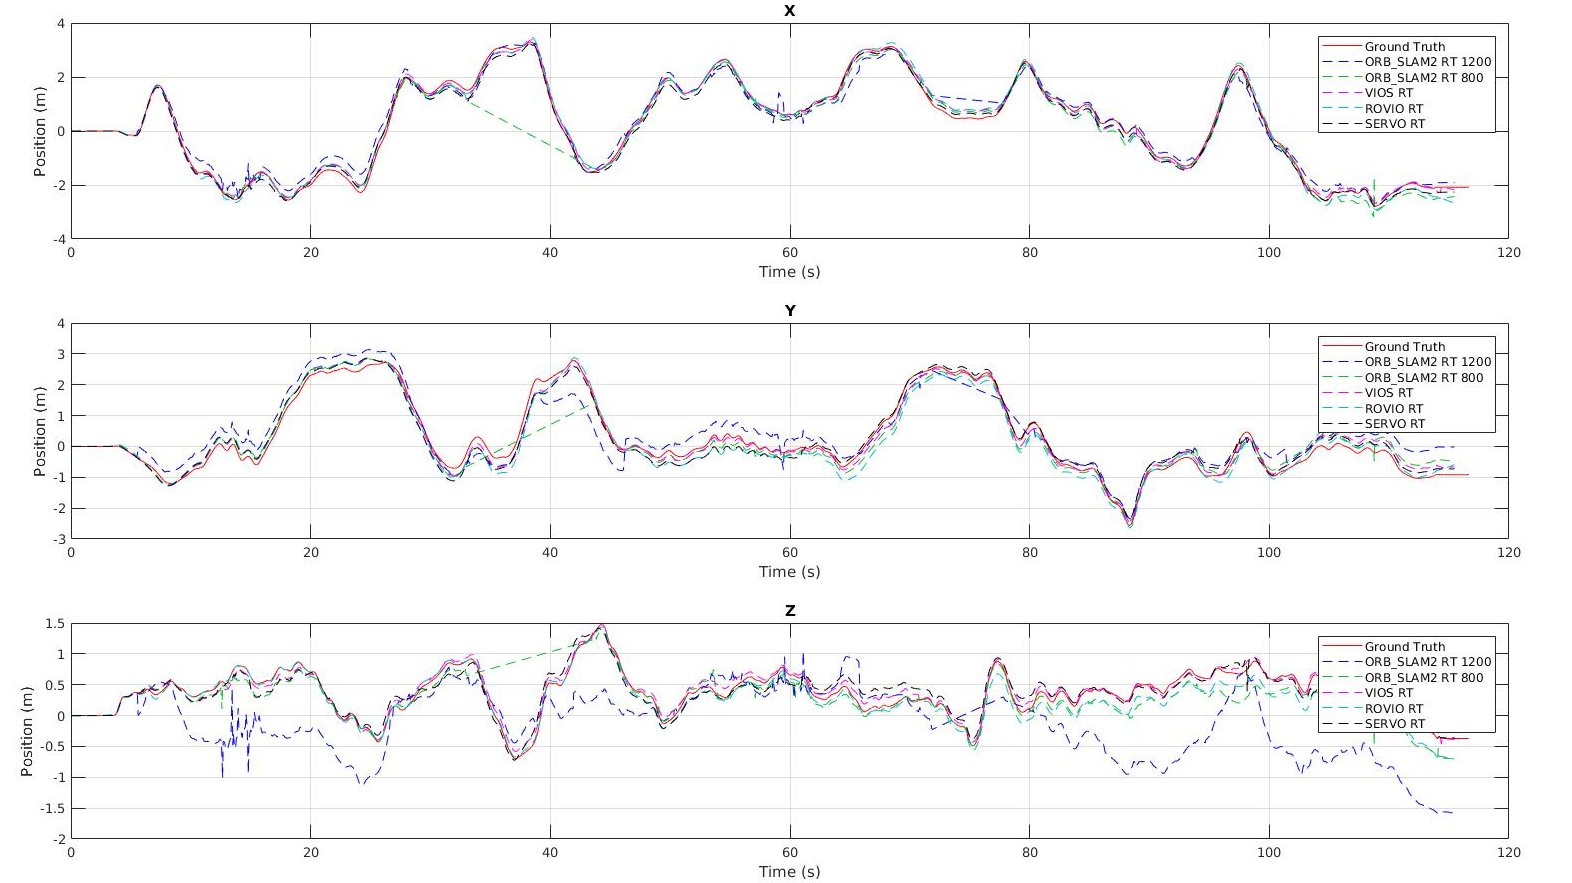 X
4
2
0
-2
-4
Position (m)
0 20 40 60 80 100 120
Time (s)
Ground Truth
ORB_SLAM2 RT 1200
ORB_SLAM2 RT 800
VIOS RT
ROVIO RT
SERVO RT
Y
4
3
2
1
0
-1
-2
-3
Position (m)
0 20 40 60 80 100 120
Time (s)
Ground Truth
ORB_SLAM2 RT 1200
ORB_SLAM2 RT 800
VIOS RT
ROVIO RT
SERVO RT
Z
1.5
1
0.5
0
-0.5
-1
-1.5
-2
Position (m)
0 20 40 60 80 100 120
Time (s)
Ground Truth
ORB_SLAM2 RT 1200
ORB_SLAM2 RT 800
VIOS RT
ROVIO RT
SERVO RT